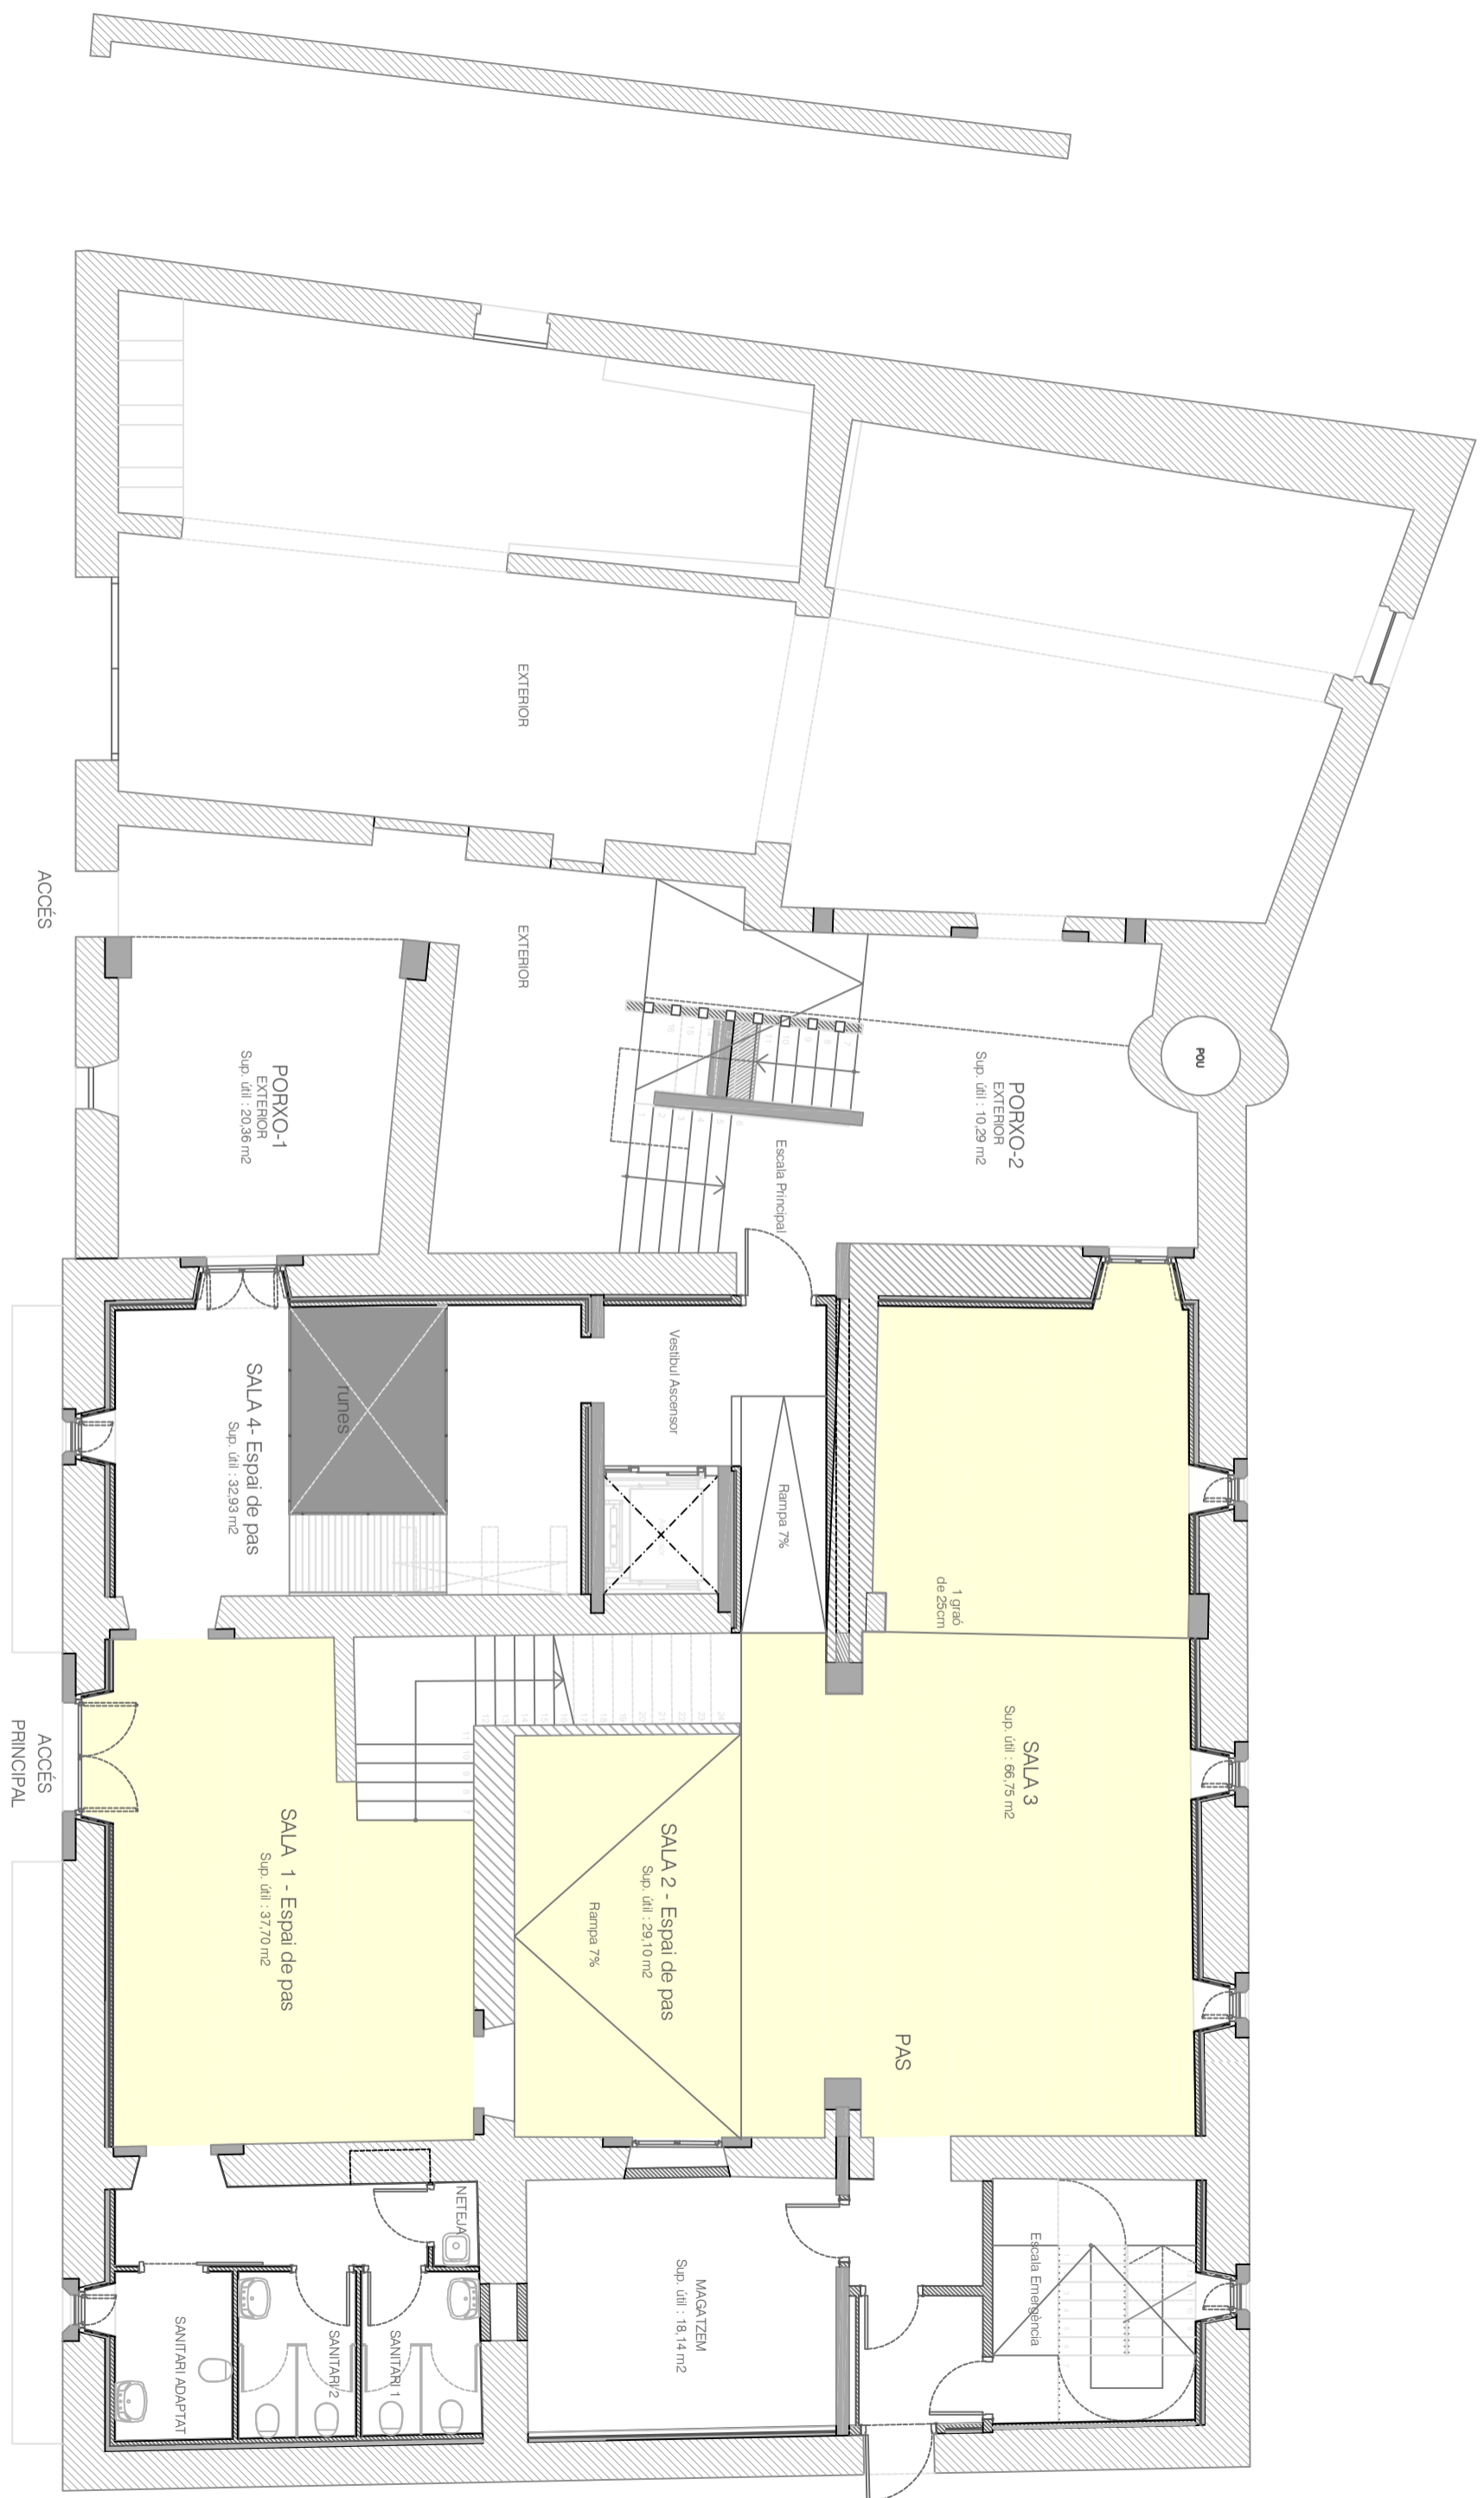 EXTERIOR
ACCÉS
EXTERIOR
PORXO-1
EXTERIOR
Sup. útil : 20,36 m2
PORXO-2
EXTERIOR
Sup. útil : 10,29 m2
POU
Escala Principal
Vestibul Ascensor
Rampa 7%
SALA 4- Espai de pas
Sup. útil : 32,93 m2
runes
1 graó
de 25cm
SALA 3
Sup. útil : 66,75 m2
ACCÉS
PRINCIPAL
SALA 1 - Espai de pas
Sup. útil : 37,70 m2
SALA 2 - Espai de pas
Sup. útil : 29,10 m2
Rampa 7%
PAS
NETEJA
SANITARI ADAPTAT
SANITARI 2
SANITARI 1
MAGATZEM
Sup. útil : 18,14 m2
Escala Emergència